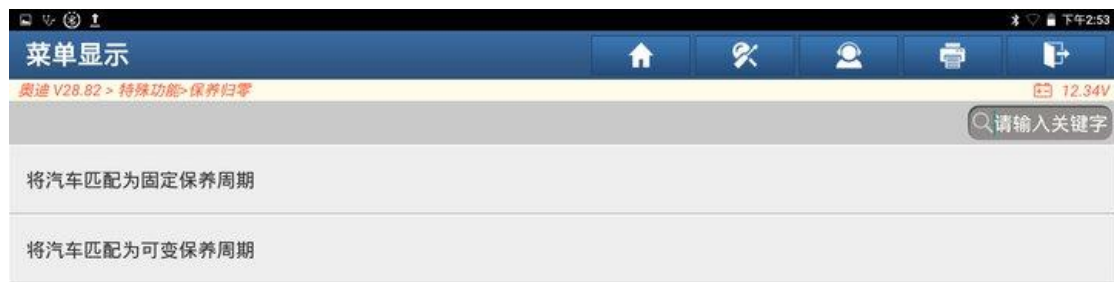 下午2:53
菜单显示
奥迪 V28.82 > 特殊功能>保养归零
12.34V
请输入关键字
将汽车匹配为固定保养周期
将汽车匹配为可变保养周期